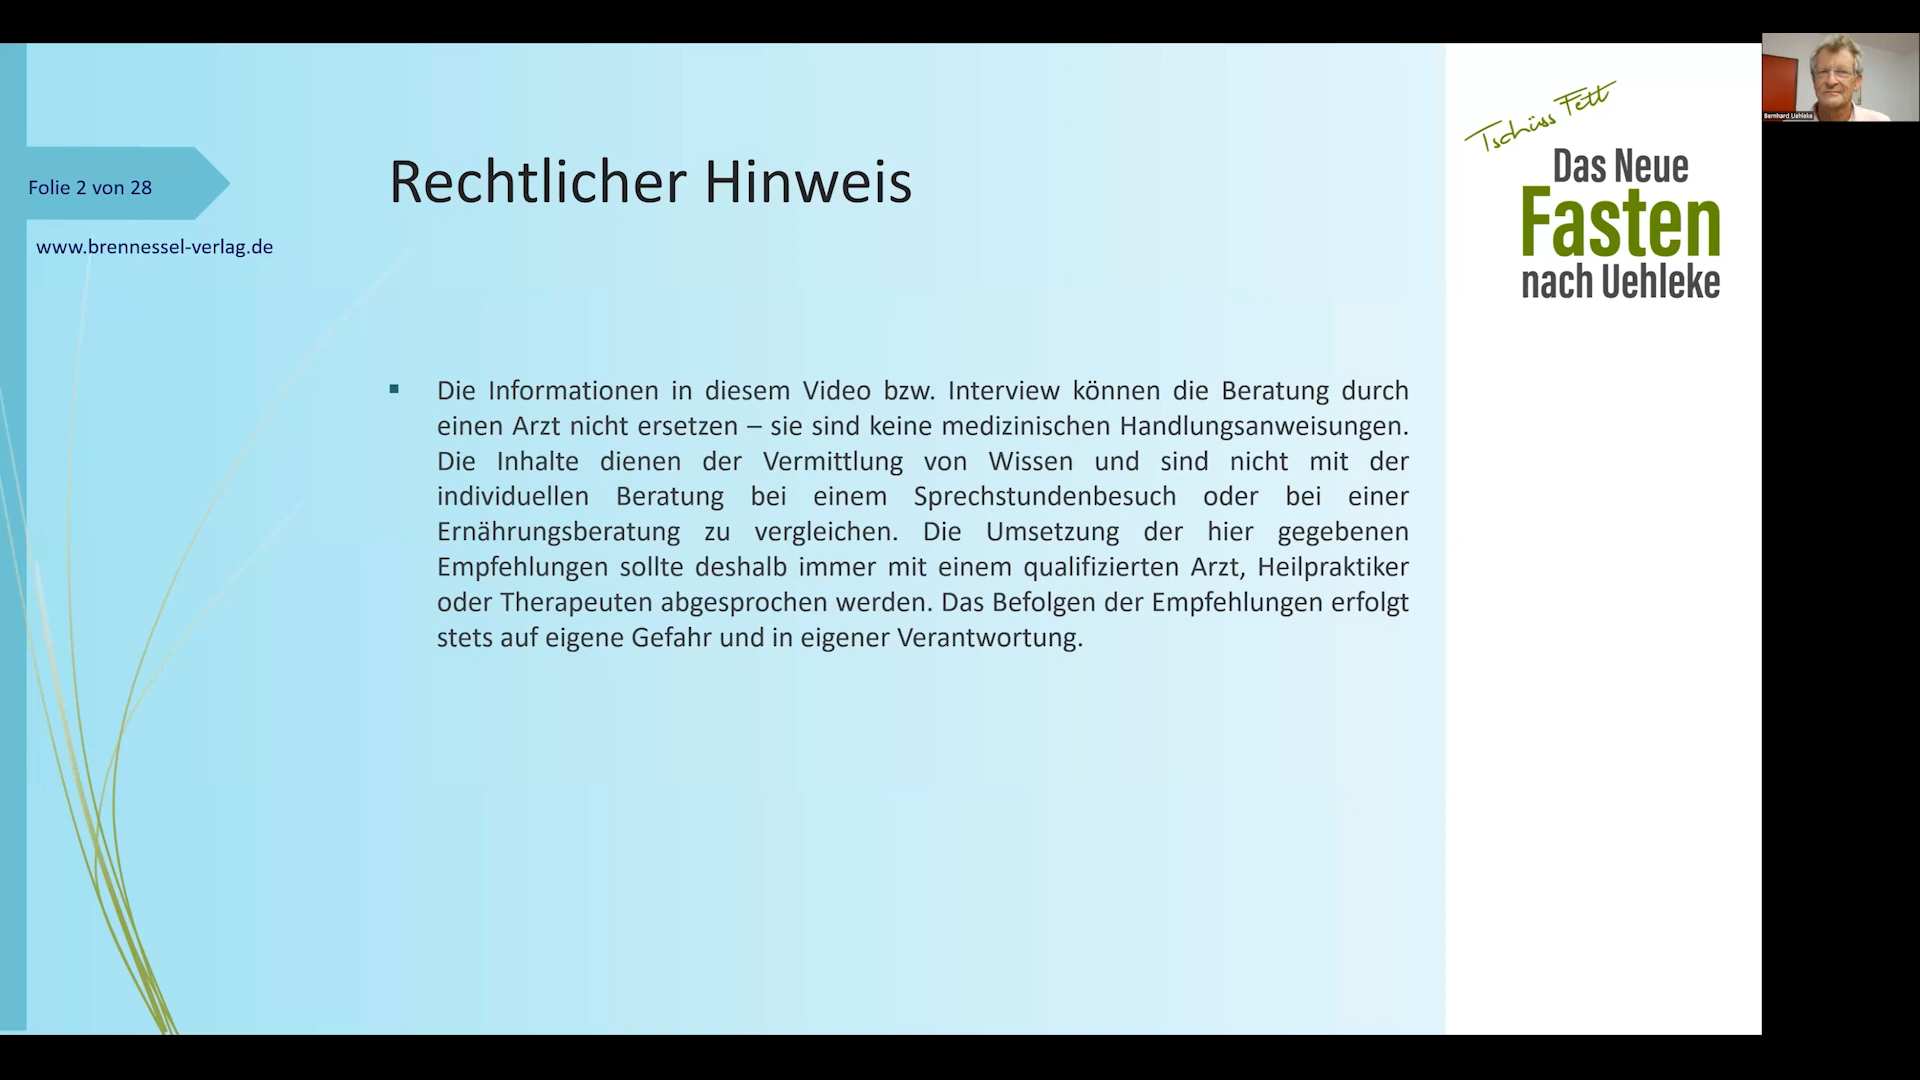 Folie 2 von 28
www.brennessel-verlag.de
Rechtlicher Hinweis
Die Informationen in diesem Video bzw. Interview können die Beratung durch
einen Arzt nicht ersetzen – sie sind keine medizinischen Handlungsanweisungen.
Die Inhalte dienen der Vermittlung von Wissen und sind nicht mit der
individuellen Beratung bei einem Sprechstundenbesuch oder bei einer
Ernährungsberatung zu vergleichen. Die Umsetzung der hier gegebenen
Empfehlungen sollte deshalb immer mit einem qualifizierten Arzt, Heilpraktiker
oder Therapeuten abgesprochen werden. Das Befolgen der Empfehlungen erfolgt
stets auf eigene Gefahr und in eigener Verantwortung.
Tschüss Fett
Das Neue
Fasten
nach Uehleke
Bernhard Uehleke